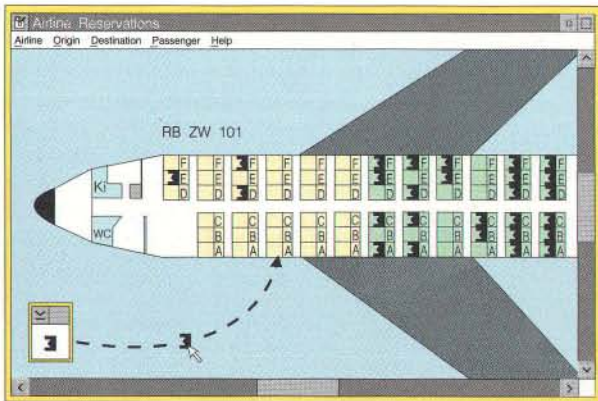 Airline Reservations
Airline Origin Destination Passenger Help
RB ZW 101
F F F F F F F F F F F F
E E E E E E E E E E E E
Ki
D D D D D D D D D D D D
C C C C C C C C C C C
WC
B B B B B B B B B B B
A A A A A A A A A A A